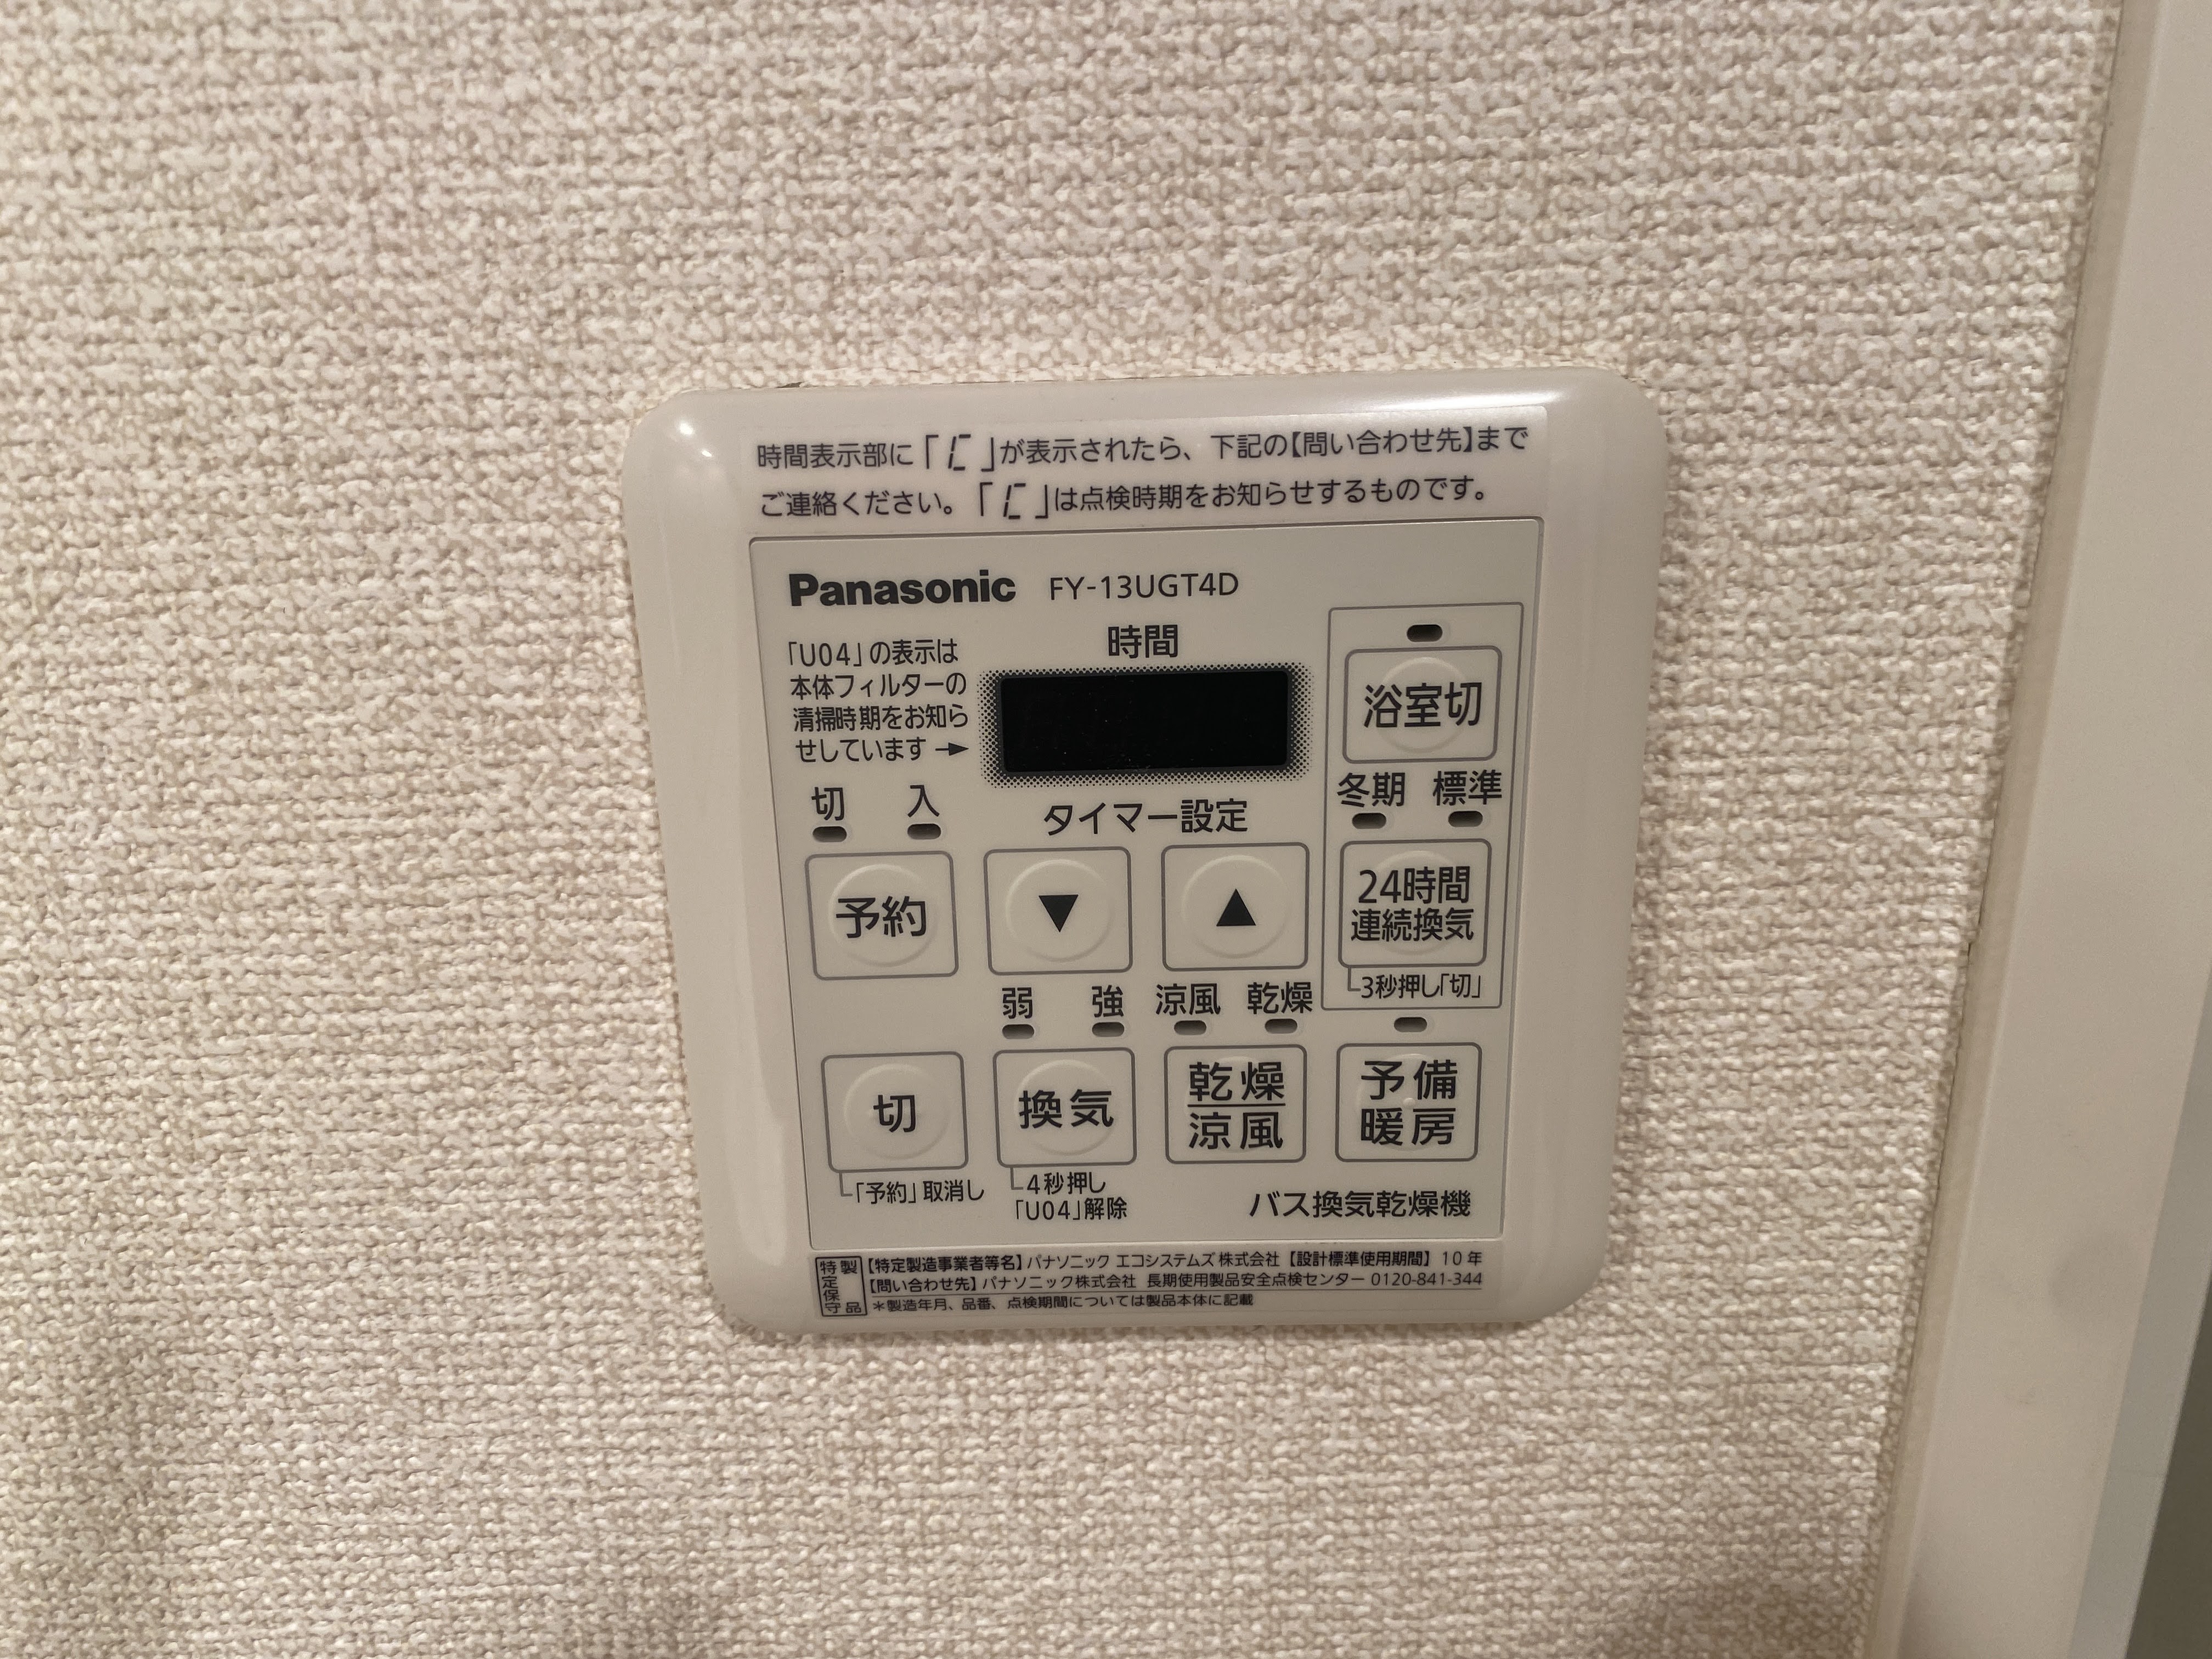 時間表示部に「C」が表示されたら、下記の【問い合わせ先】まで
ご連絡ください。「C」は点検時期をお知らせするものです。
Panasonic FY-13UGT4D
時間
「U04」の表示は
本体フィルターの
清掃時期をお知ら
せしています→
浴室切
冬期 標準
切 入
タイマー設定
予約
▼
▲
24時間
連続換気
3秒押し「切」
弱 強 涼風 乾燥
切
換気
乾燥
涼風
予備
暖房
「予約」取消し
4秒押し
「U04」解除
バス換気乾燥機
特定保守製品
【特定製造事業者等名】パナソニック エコシステムズ株式会社【設計標準使用期間】10年
【問い合わせ先】パナソニック株式会社 長期使用製品安全点検センター 0120-841-344
＊製造年月、品番、点検期間については製品本体に記載